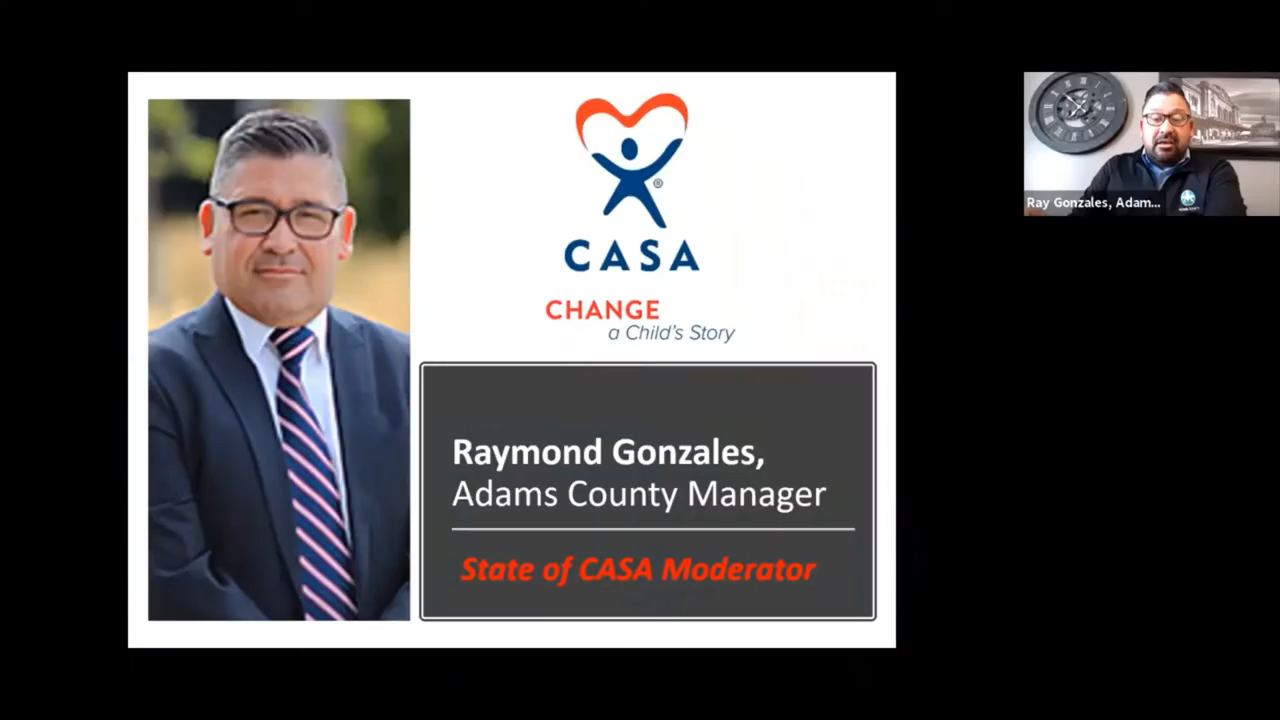 ®
CASA
CHANGE
a Child's Story
Raymond Gonzales,
Adams County Manager
State of CASA Moderator
Ray Gonzales, Adam...